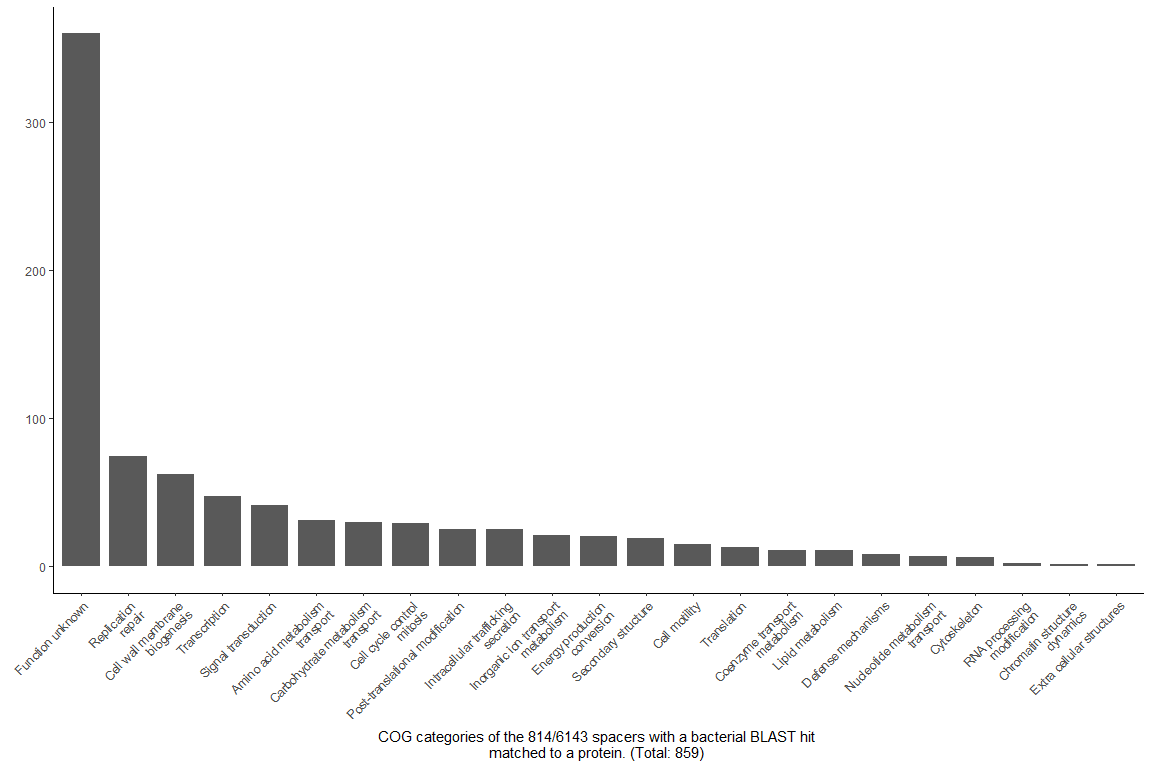 300
200
100
0
Function unknown
Replication
repair
Cell wall membrane
biogenesis
Transcription
Signal transduction
Amino acid metabolism
transport
Carbohydrate metabolism
transport
Cell cycle control
mitosis
Post-translational modification
Intracellular trafficking
secretion
Inorganic ion transport
metabolism
Energy production
conversion
Secondary structure
Cell motility
Translation
Coenzyme transport
metabolism
Lipid metabolism
Defense mechanisms
Nucleotide metabolism
transport
Cytoskeleton
RNA processing
modification
Chromatin structure
dynamics
Extra cellular structures
COG categories of the 814/6143 spacers with a bacterial BLAST hit
matched to a protein. (Total: 859)